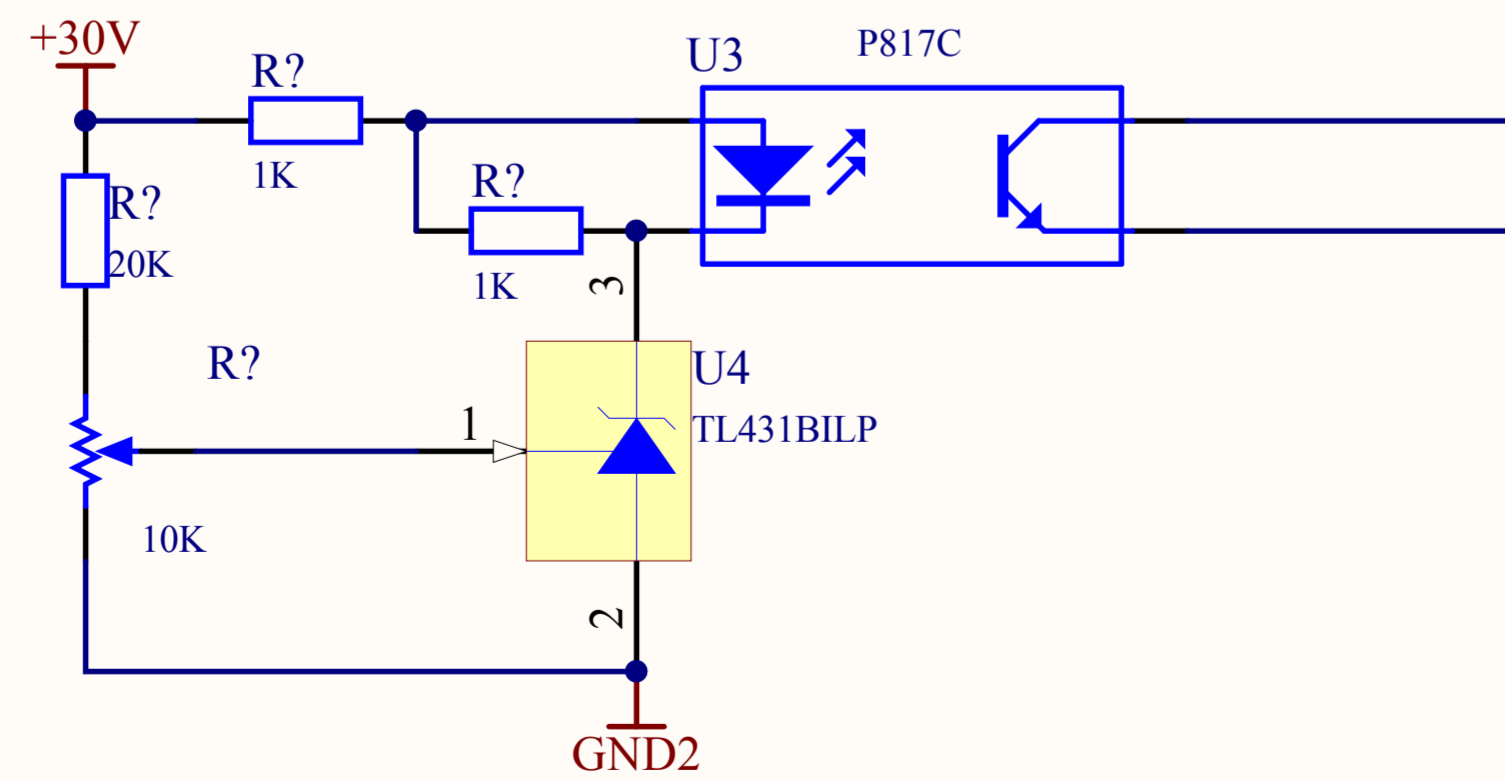 +30V
R?
1K
U3
P817C
R?
20K
R?
1K
3
R?
1
U4
TL431BILP
10K
2
GND2